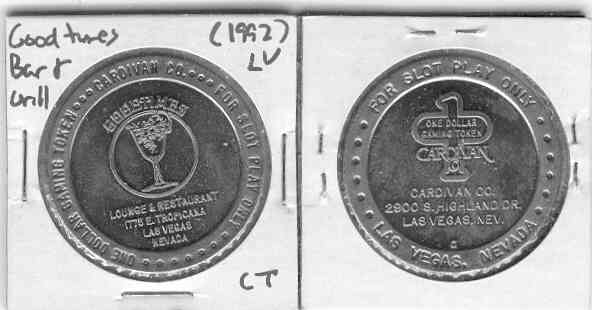 Good times
Bar &
Grill
(1992)
LV
CT
CARDIVAN CO. FOR SLOT PLAY ONLY
ONE DOLLAR GAMING TOKEN
LOUNGE & RESTAURANT
1775 E. TROPICANA
LAS VEGAS
NEVADA
FOR SLOT PLAY ONLY
1
ONE DOLLAR
GAMING TOKEN
CARDIVAN
CARDIVAN CO.
2900 S. HIGHLAND DR.
LAS VEGAS, NEV.
LAS VEGAS, NEVADA